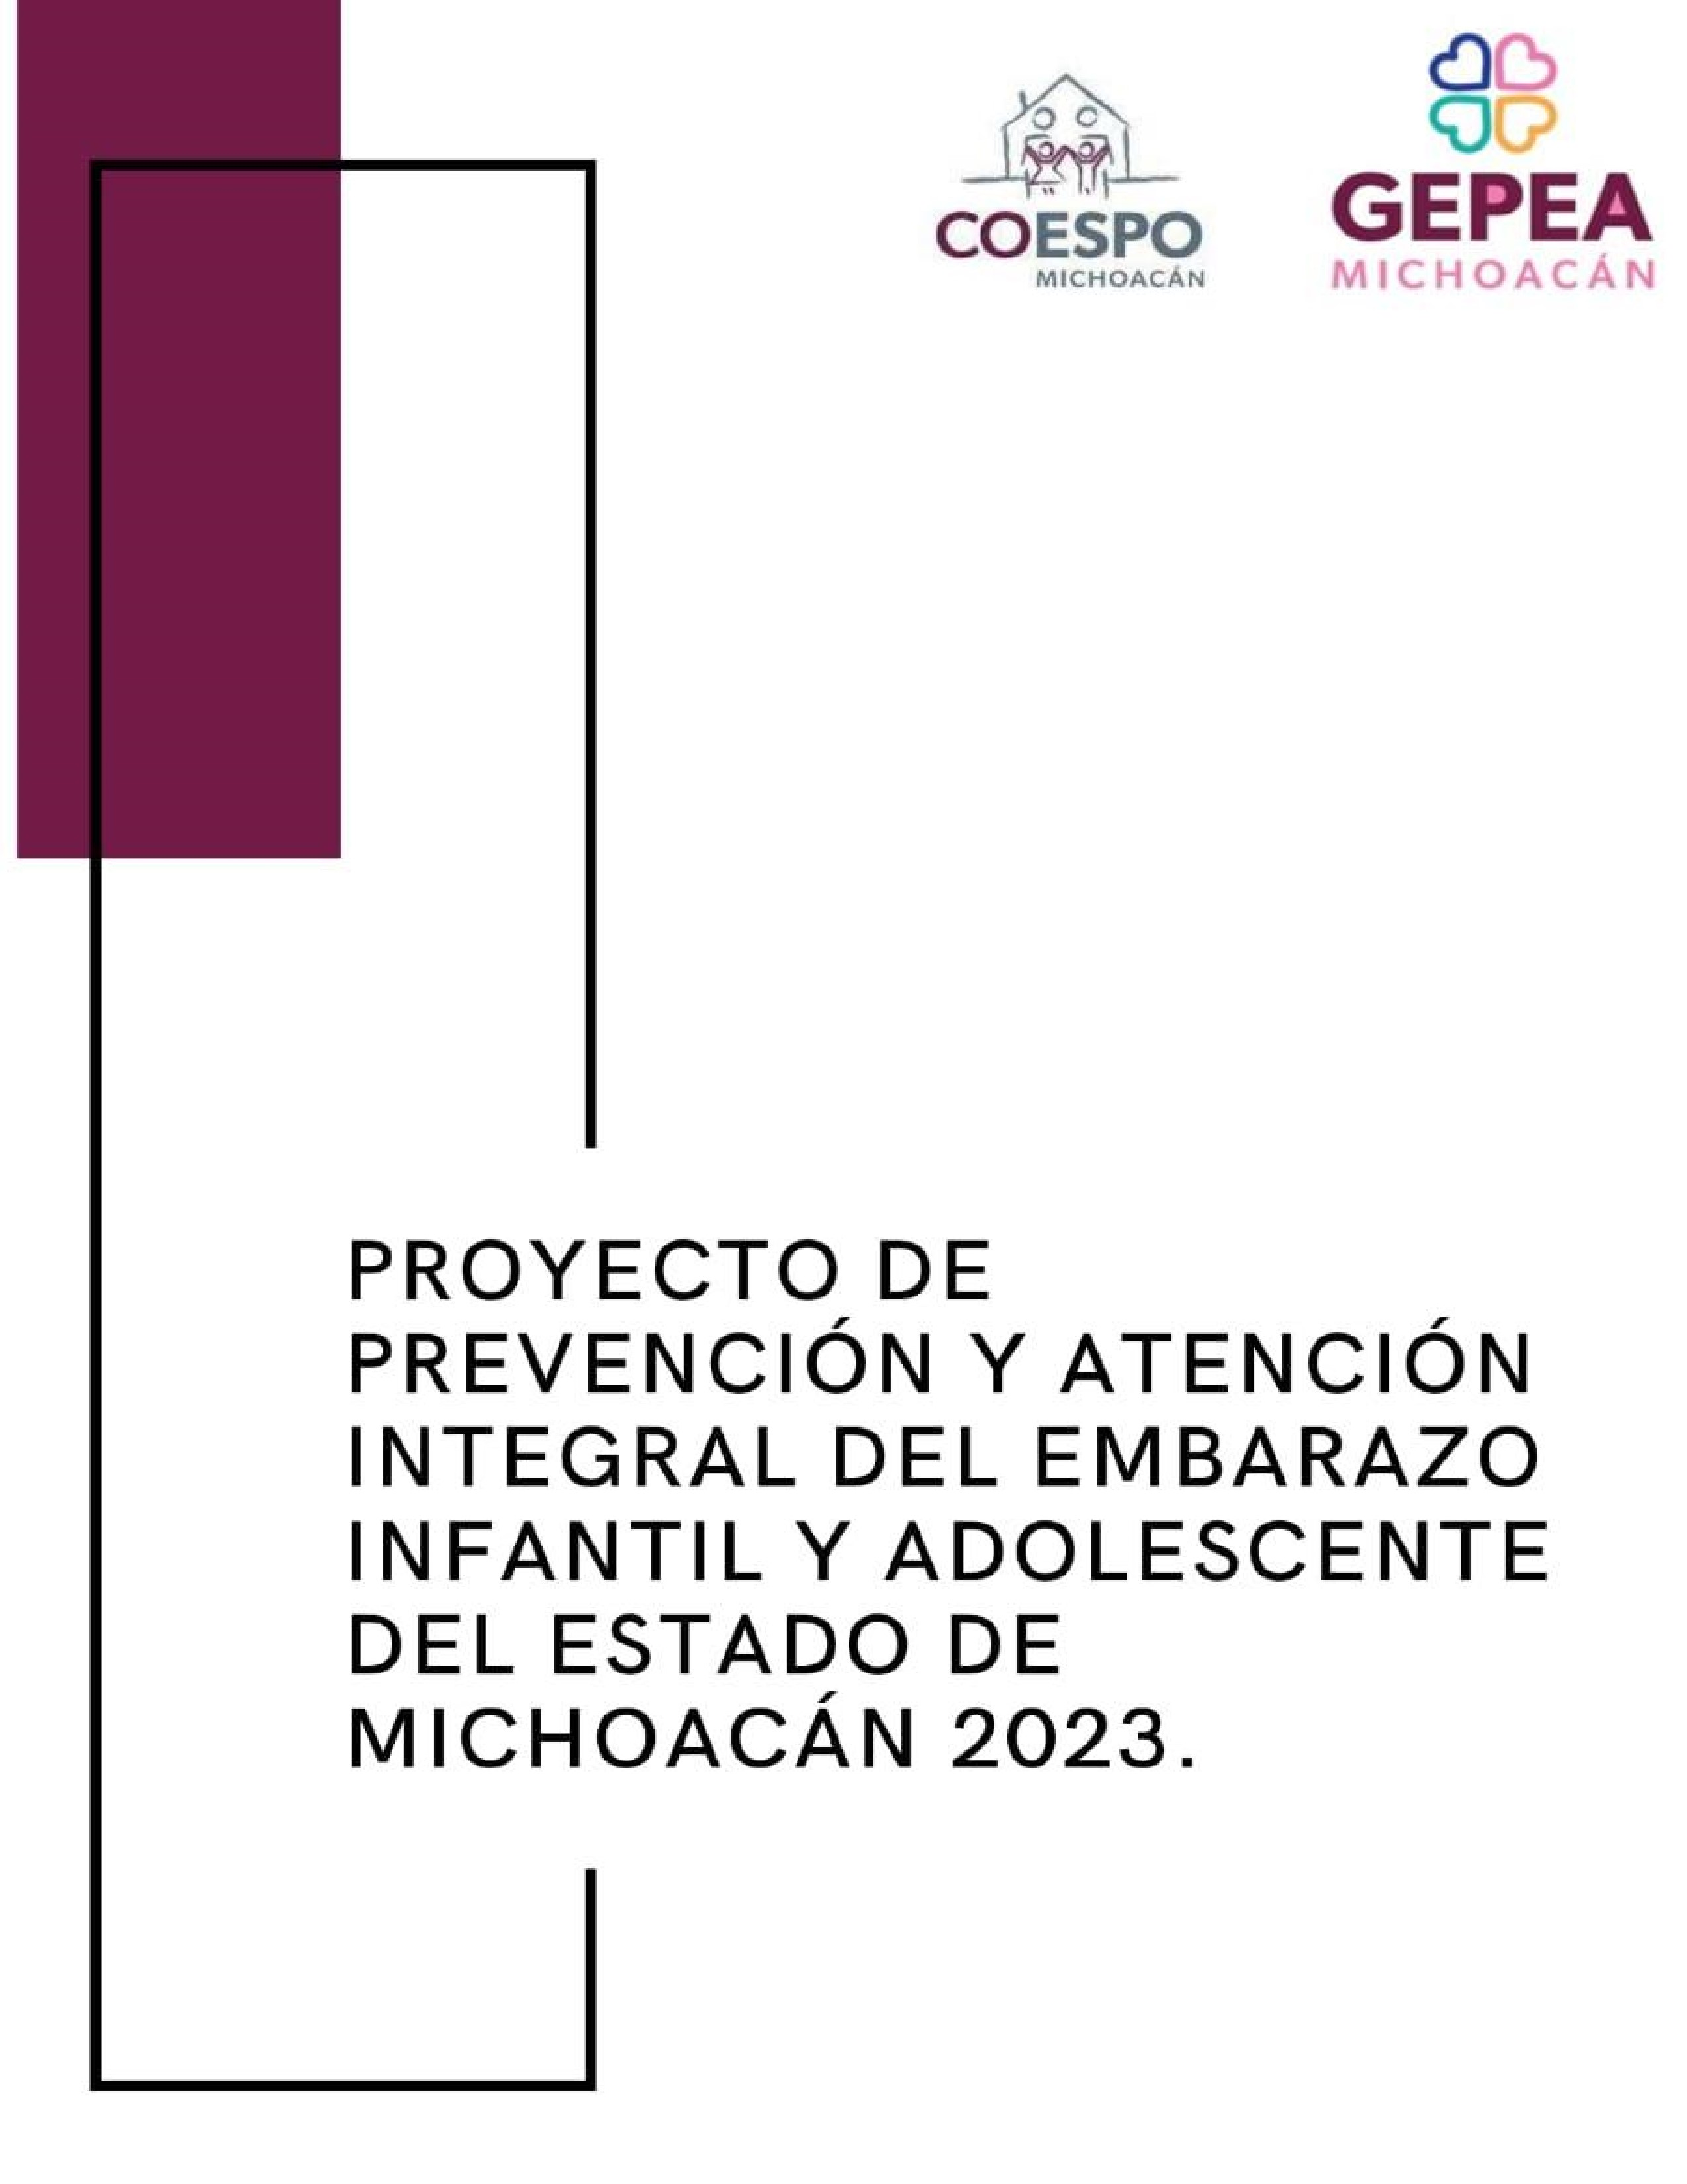 COESPO
MICHOACÁN
GEPEA
MICHOACÁN
PROYECTO DE
PREVENCIÓN Y ATENCIÓN
INTEGRAL DEL EMBARAZO
INFANTIL Y ADOLESCENTE
DEL ESTADO DE
MICHOACÁN 2023.